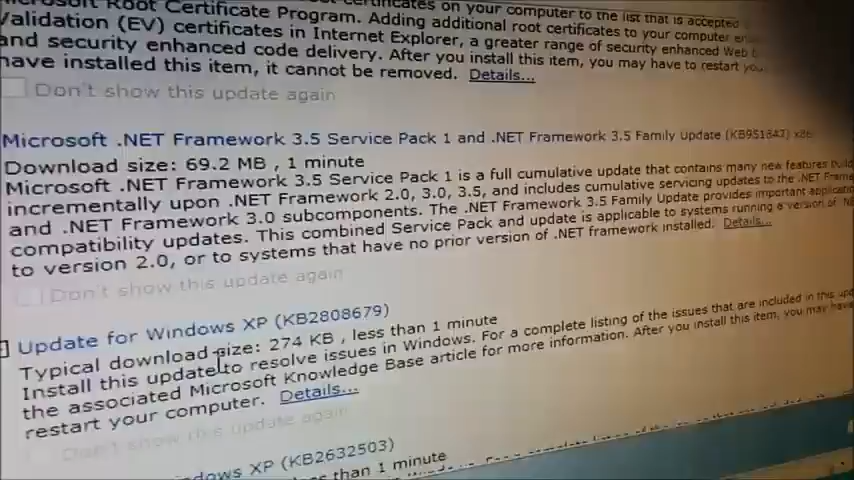 Root Certificate Program. Adding additional root certificates to your computer
Validation (EV) certificates in Internet Explorer, a greater range of security enhanced Web
and security enhanced code delivery. After you install this item, you may have to restart
have installed this item, it cannot be removed. Details...
Don't show this update again
Microsoft .NET Framework 3.5 Service Pack 1 and .NET Framework 3.5 Family Update (KB951847) x86
Download size: 69.2 MB , 1 minute
Microsoft .NET Framework 3.5 Service Pack 1 is a full cumulative update that contains many new features
incrementally upon .NET Framework 2.0, 3.0, 3.5, and includes cumulative servicing updates to the .NET
and .NET Framework 3.0 subcomponents. The .NET Framework 3.5 Family Update provides important
compatibility updates. This combined Service Pack and update is applicable to systems running a version of
to version 2.0, or to systems that have no prior version of .NET framework installed. Details...
Don't show this update again
Update for Windows XP (KB2808679)
Typical download size: 274 KB , less than 1 minute
Install this update to resolve issues in Windows. For a complete listing of the issues that are included in this
the associated Microsoft Knowledge Base article for more information. After you install this item, you may have
restart your computer. Details...
Don't show this update again
XP (KB2632503)
than 1 minute